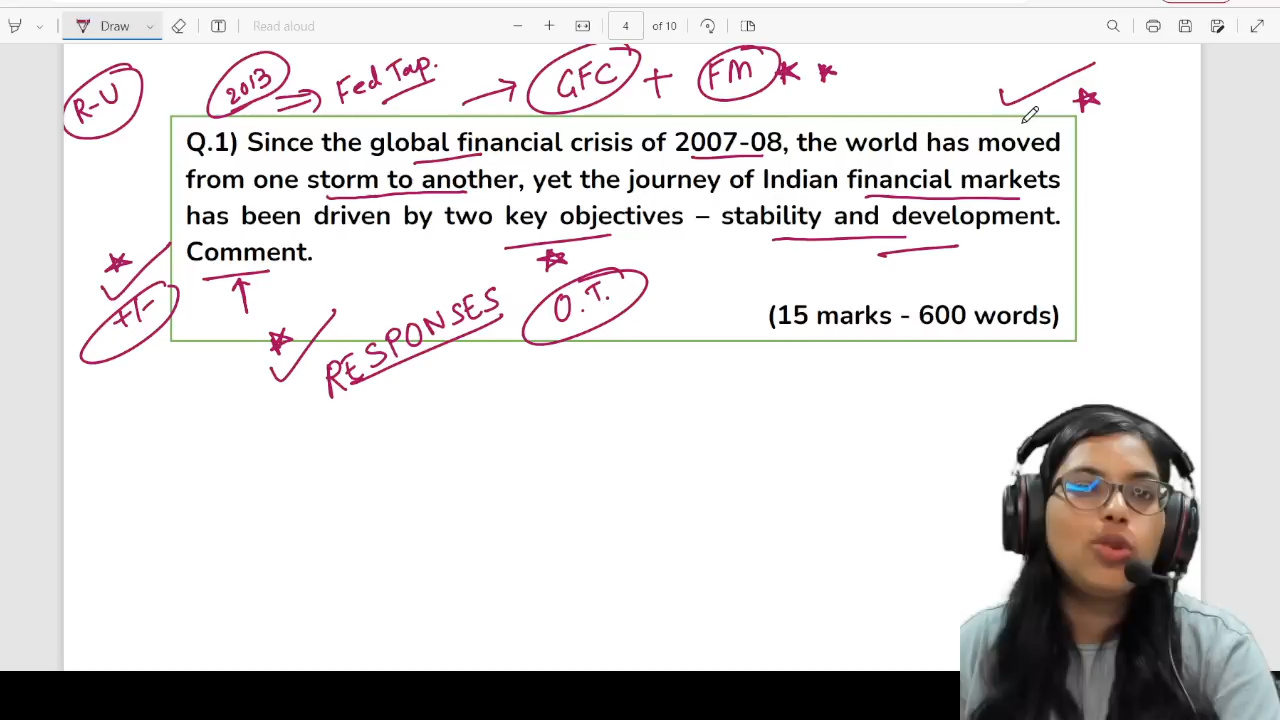 Draw
Read aloud
4 of 10
R-U
2013 ⇒ Fed Tap. → GFC + FM
Q.1) Since the global financial crisis of 2007-08, the world has moved
from one storm to another, yet the journey of Indian financial markets
has been driven by two key objectives – stability and development.
Comment.
+/-
RESPONSES
O.T.
(15 marks - 600 words)